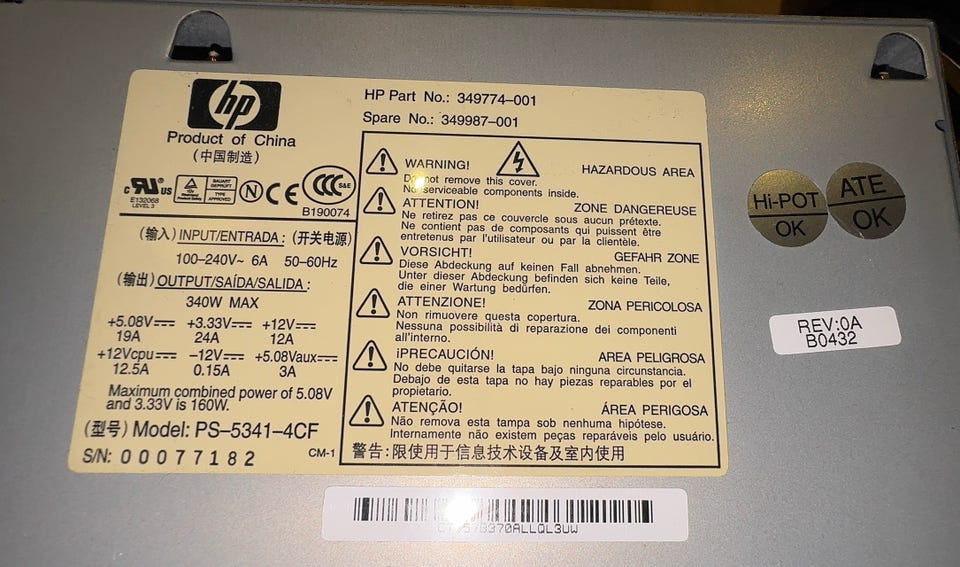 hp
Product of China
(中国制造)
HP Part No.: 349774-001
Spare No.: 349987-001
c RU US
E132068
LEVEL 3
BAUART
GEPRÜFT
TYPE
APPROVED
N
CE
CCC S&E
B190074
(输入) INPUT/ENTRADA: (开关电源)
100-240V~ 6A 50-60Hz
(输出) OUTPUT/SAÍDA/SALIDA:
340W MAX
+5.08V +3.33V +12V
19A 24A 12A
+12Vcpu -12V +5.08Vaux
12.5A 0.15A 3A
Maximum combined power of 5.08V
and 3.33V is 160W.
(型号) Model: PS-5341-4CF
S/N: 00077182
CM-1
WARNING! HAZARDOUS AREA
Do not remove this cover.
No serviceable components inside.
ATTENTION! ZONE DANGEREUSE
Ne retirez pas ce couvercle sous aucun prétexte.
Ne contient pas de composants qui puissent être
entretenus par l'utilisateur ou par la clientèle.
VORSICHT! GEFAHR ZONE
Diese Abdeckung auf keinen Fall abnehmen.
Unter dieser Abdeckung befinden sich keine Teile,
die einer Wartung bedürfen.
ATTENZIONE! ZONA PERICOLOSA
Non rimuovere questa copertura.
Nessuna possibilità di reparazione dei componenti
all'interno.
¡PRECAUCIÓN! AREA PELIGROSA
No debe quitarse la tapa bajo ninguna circunstancia.
Debajo de esta tapa no hay piezas reparables por el
propietario.
ATENÇAO! ÁREA PERIGOSA
Não remova esta tampa sob nenhuma hipótese.
Internamente não existem peças reparáveis pelo usuário.
警告:限使用于信息技术设备及室内使用
Hi-POT
OK
ATE
OK
REV:0A
B0432